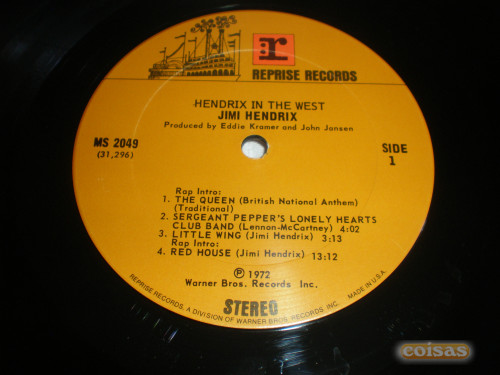 r
REPRISE RECORDS
HENDRIX IN THE WEST
JIMI HENDRIX
Produced by Eddie Kramer and John Jansen
MS 2049
(31,296)
SIDE
1
Rap Intro:
1. THE QUEEN (British National Anthem)
(Traditional)
2. SERGEANT PEPPER'S LONELY HEARTS
CLUB BAND (Lennon-McCartney) 4:02
3. LITTLE WING (Jimi Hendrix) 3:13
Rap Intro:
4. RED HOUSE (Jimi Hendrix) 13:12
℗ 1972
Warner Bros. Records Inc.
STEREO
REPRISE RECORDS, A DIVISION OF WARNER BROS. RECORDS INC. MADE IN U.S.A.
coisas